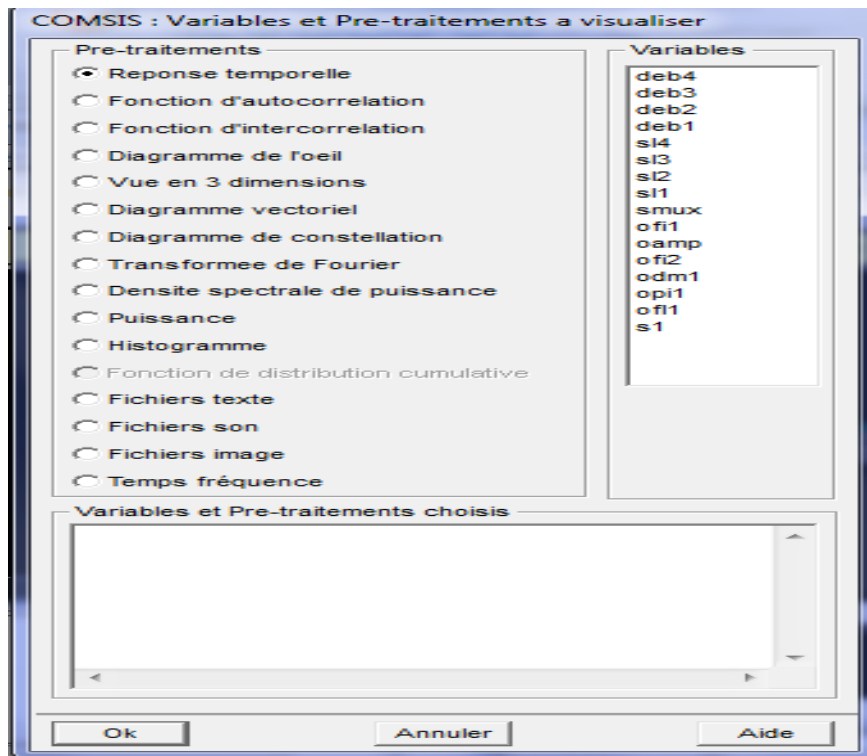 COMSIS : Variables et Pre-traitements a visualiser
Pre-traitements
Reponse temporelle
Fonction d'autocorrelation
Fonction d'intercorrelation
Diagramme de l'oeil
Vue en 3 dimensions
Diagramme vectoriel
Diagramme de constellation
Transformee de Fourier
Densite spectrale de puissance
Puissance
Histogramme
Fonction de distribution cumulative
Fichiers texte
Fichiers son
Fichiers image
Temps fréquence
Variables
deb4
deb3
deb2
deb1
sl4
sl3
sl2
sl1
smux
ofi1
oamp
ofi2
odm1
opi1
ofl1
s1
Variables et Pre-traitements choisis
Ok
Annuler
Aide